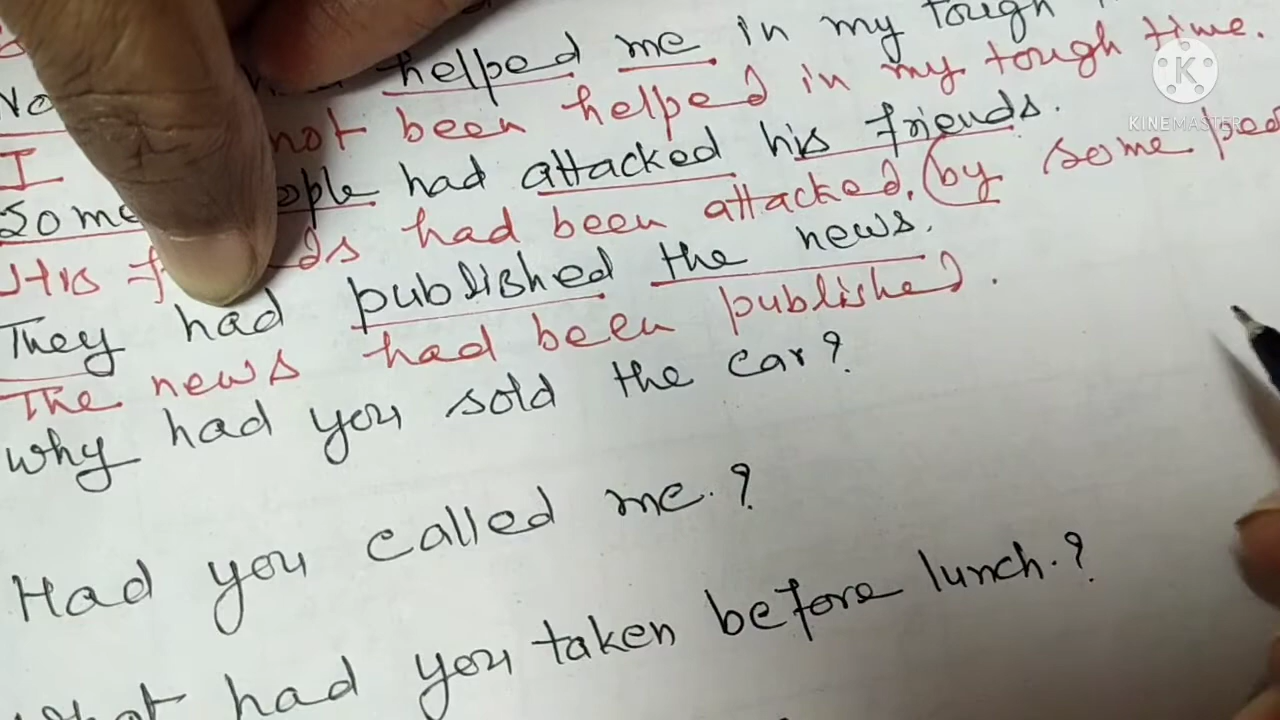 helped me in my tough
I not been helped in my tough time.
Some had attacked his friends.
His had been attacked. (by some
They had published the news.
The news had been published.
Why had you sold the car?
Had you called me.?
had you taken before lunch.?
K
KINEMASTER